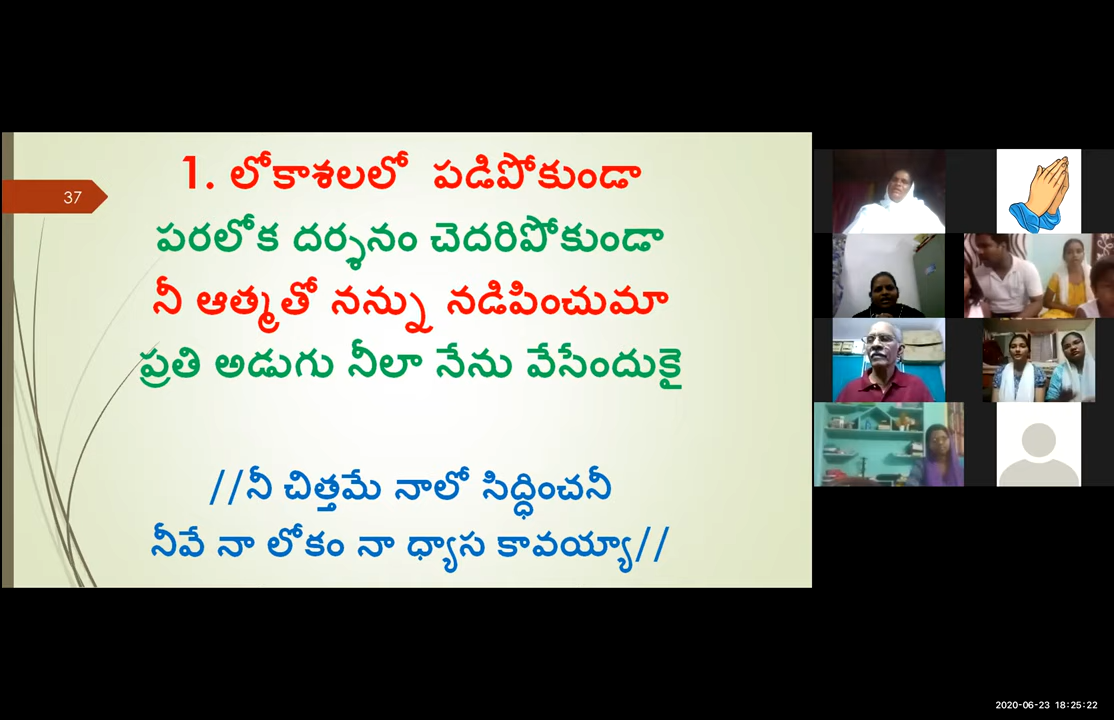 37
1. లోకాశలలో పడిపోకుండా
పరలోక దర్శనం చెదరిపోకుండా
నీ ఆత్మతో నన్ను నడిపించుమా
ప్రతి అడుగు నీలా నేను వేసేందుకై
//నీ చిత్తమే నాలో సిద్ధించనీ
నీవే నా లోకం నా ధ్యాస కావయ్యా//
2020-06-23 18:25:22